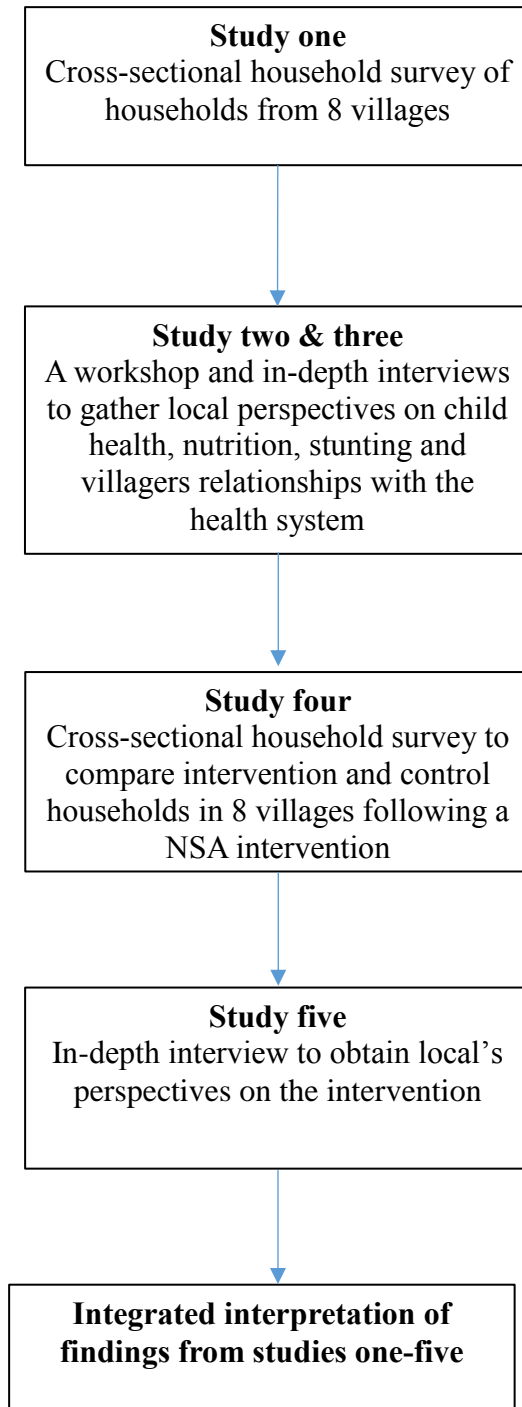 Study one
Cross-sectional household survey of
households from 8 villages
Study two & three
A workshop and in-depth interviews
to gather local perspectives on child
health, nutrition, stunting and
villagers relationships with the
health system
Study four
Cross-sectional household survey to
compare intervention and control
households in 8 villages following a
NSA intervention
Study five
In-depth interview to obtain local's
perspectives on the intervention
Integrated interpretation of
findings from studies one-five